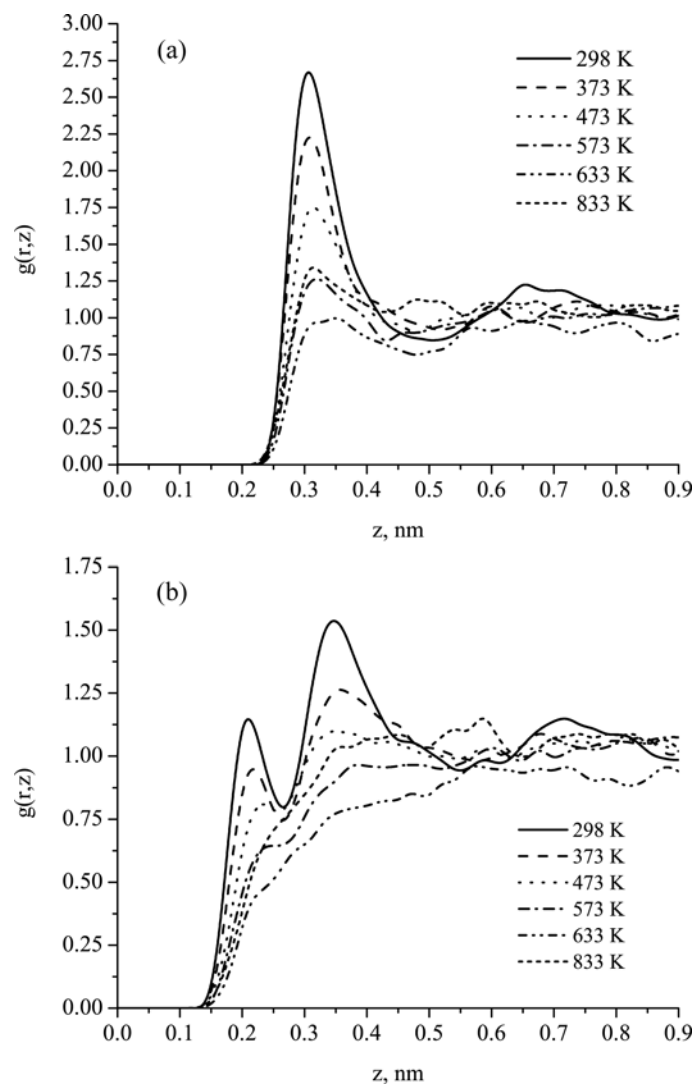 (a)
298 K
373 K
473 K
573 K
633 K
833 K
g(r,z)
3.00
2.75
2.50
2.25
2.00
1.75
1.50
1.25
1.00
0.75
0.50
0.25
0.00
0.0 0.1 0.2 0.3 0.4 0.5 0.6 0.7 0.8 0.9
z, nm
(b)
g(r,z)
1.75
1.50
1.25
1.00
0.75
0.50
0.25
0.00
298 K
373 K
473 K
573 K
633 K
833 K
0.0 0.1 0.2 0.3 0.4 0.5 0.6 0.7 0.8 0.9
z, nm